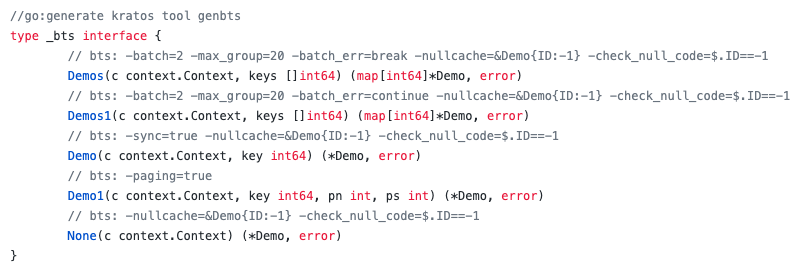 //go:generate kratos tool genbts
type _bts interface {
// bts: -batch=2 -max_group=20 -batch_err=break -nullcache=&Demo{ID:-1} -check_null_code=$.ID==-1
Demos(c context.Context, keys []int64) (map[int64]*Demo, error)
// bts: -batch=2 -max_group=20 -batch_err=continue -nullcache=&Demo{ID:-1} -check_null_code=$.ID==-1
Demos1(c context.Context, keys []int64) (map[int64]*Demo, error)
// bts: -sync=true -nullcache=&Demo{ID:-1} -check_null_code=$.ID==-1
Demo(c context.Context, key int64) (*Demo, error)
// bts: -paging=true
Demo1(c context.Context, key int64, pn int, ps int) (*Demo, error)
// bts: -nullcache=&Demo{ID:-1} -check_null_code=$.ID==-1
None(c context.Context) (*Demo, error)
}